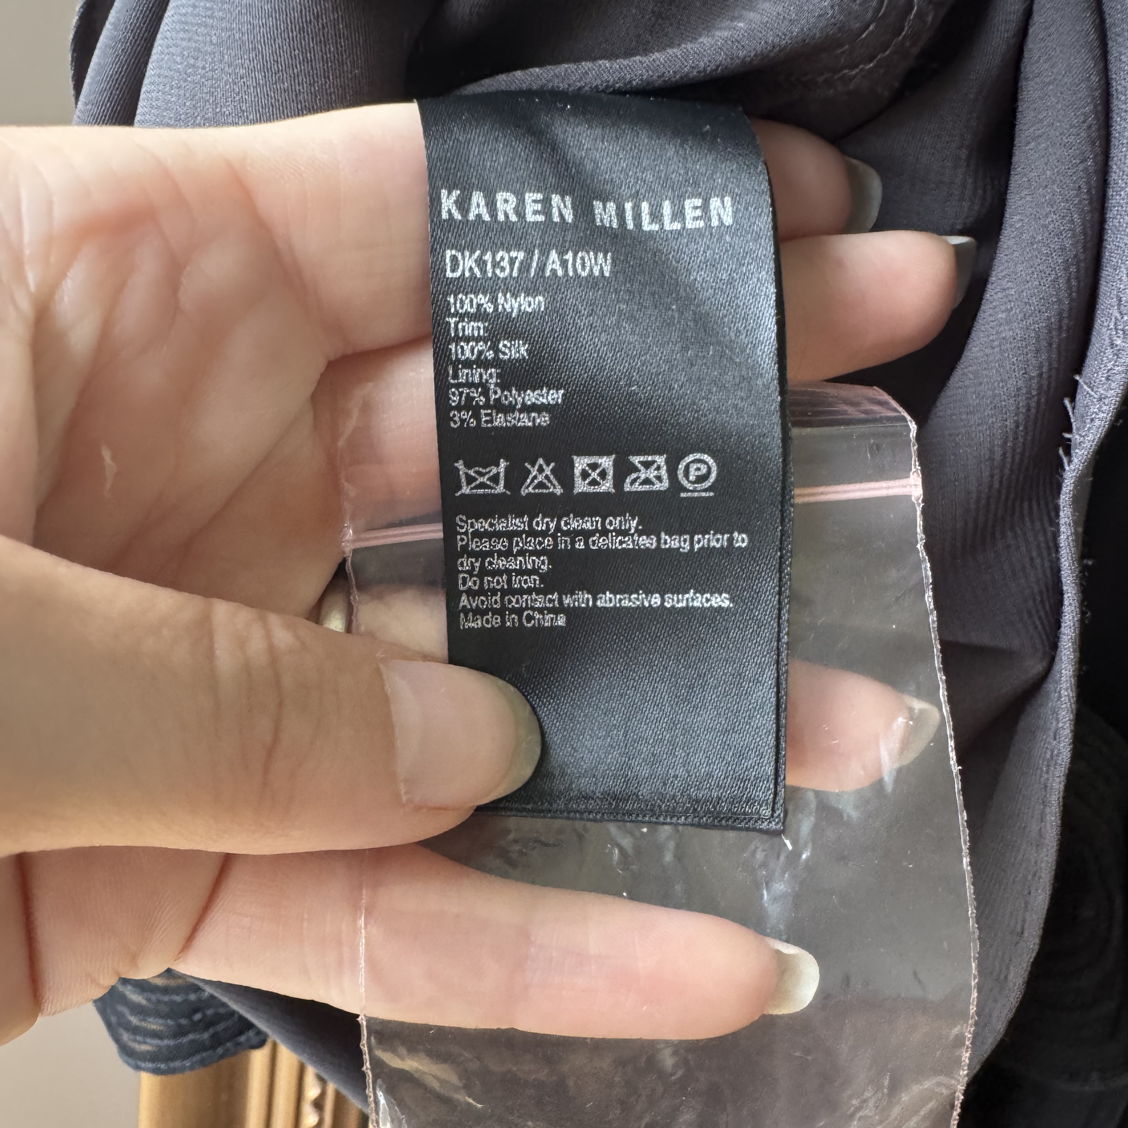 KAREN MILLEN
DK137 / A10W
100% Nylon
Trim:
100% Silk
Lining:
97% Polyester
3% Elastane
P
Specialist dry clean only.
Please place in a delicates bag prior to
dry cleaning.
Do not iron.
Avoid contact with abrasive surfaces.
Made in China